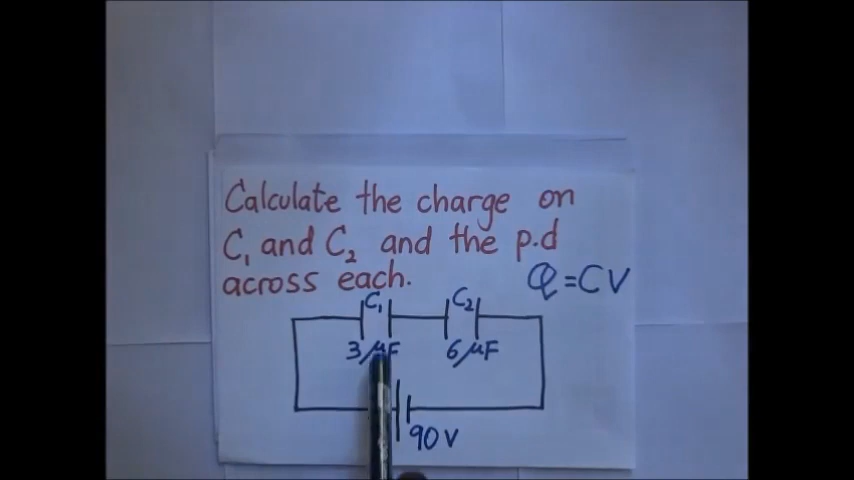 Calculate the charge on
C₁ and C₂ and the p.d
across each.
Q=CV
C₁ C₂
3μF 6μF
90V